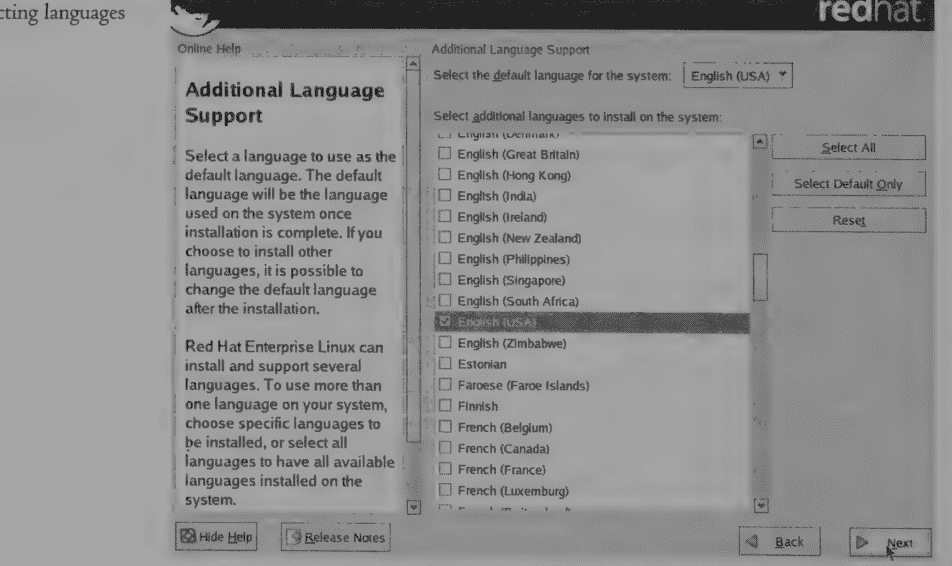 cting languages
redhat.
Online Help
Additional Language
Support
Select a language to use as the
default language. The default
language will be the language
used on the system once
installation is complete. If you
choose to install other
languages, it is possible to
change the default language
after the installation.
Red Hat Enterprise Linux can
install and support several
languages. To use more than
one language on your system,
choose specific languages to
be installed, or select all
languages to have all available
languages installed on the
system.
Additional Language Support
Select the default language for the system:
English (USA)
Select additional languages to install on the system:
English (Denmark)
English (Great Britain)
English (Hong Kong)
English (India)
English (Ireland)
English (New Zealand)
English (Philippines)
English (Singapore)
English (South Africa)
English (USA)
English (Zimbabwe)
Estonian
Faroese (Faroe Islands)
Finnish
French (Belgium)
French (Canada)
French (France)
French (Luxemburg)
Select All
Select Default Only
Reset
Hide Help
Release Notes
Back
Next